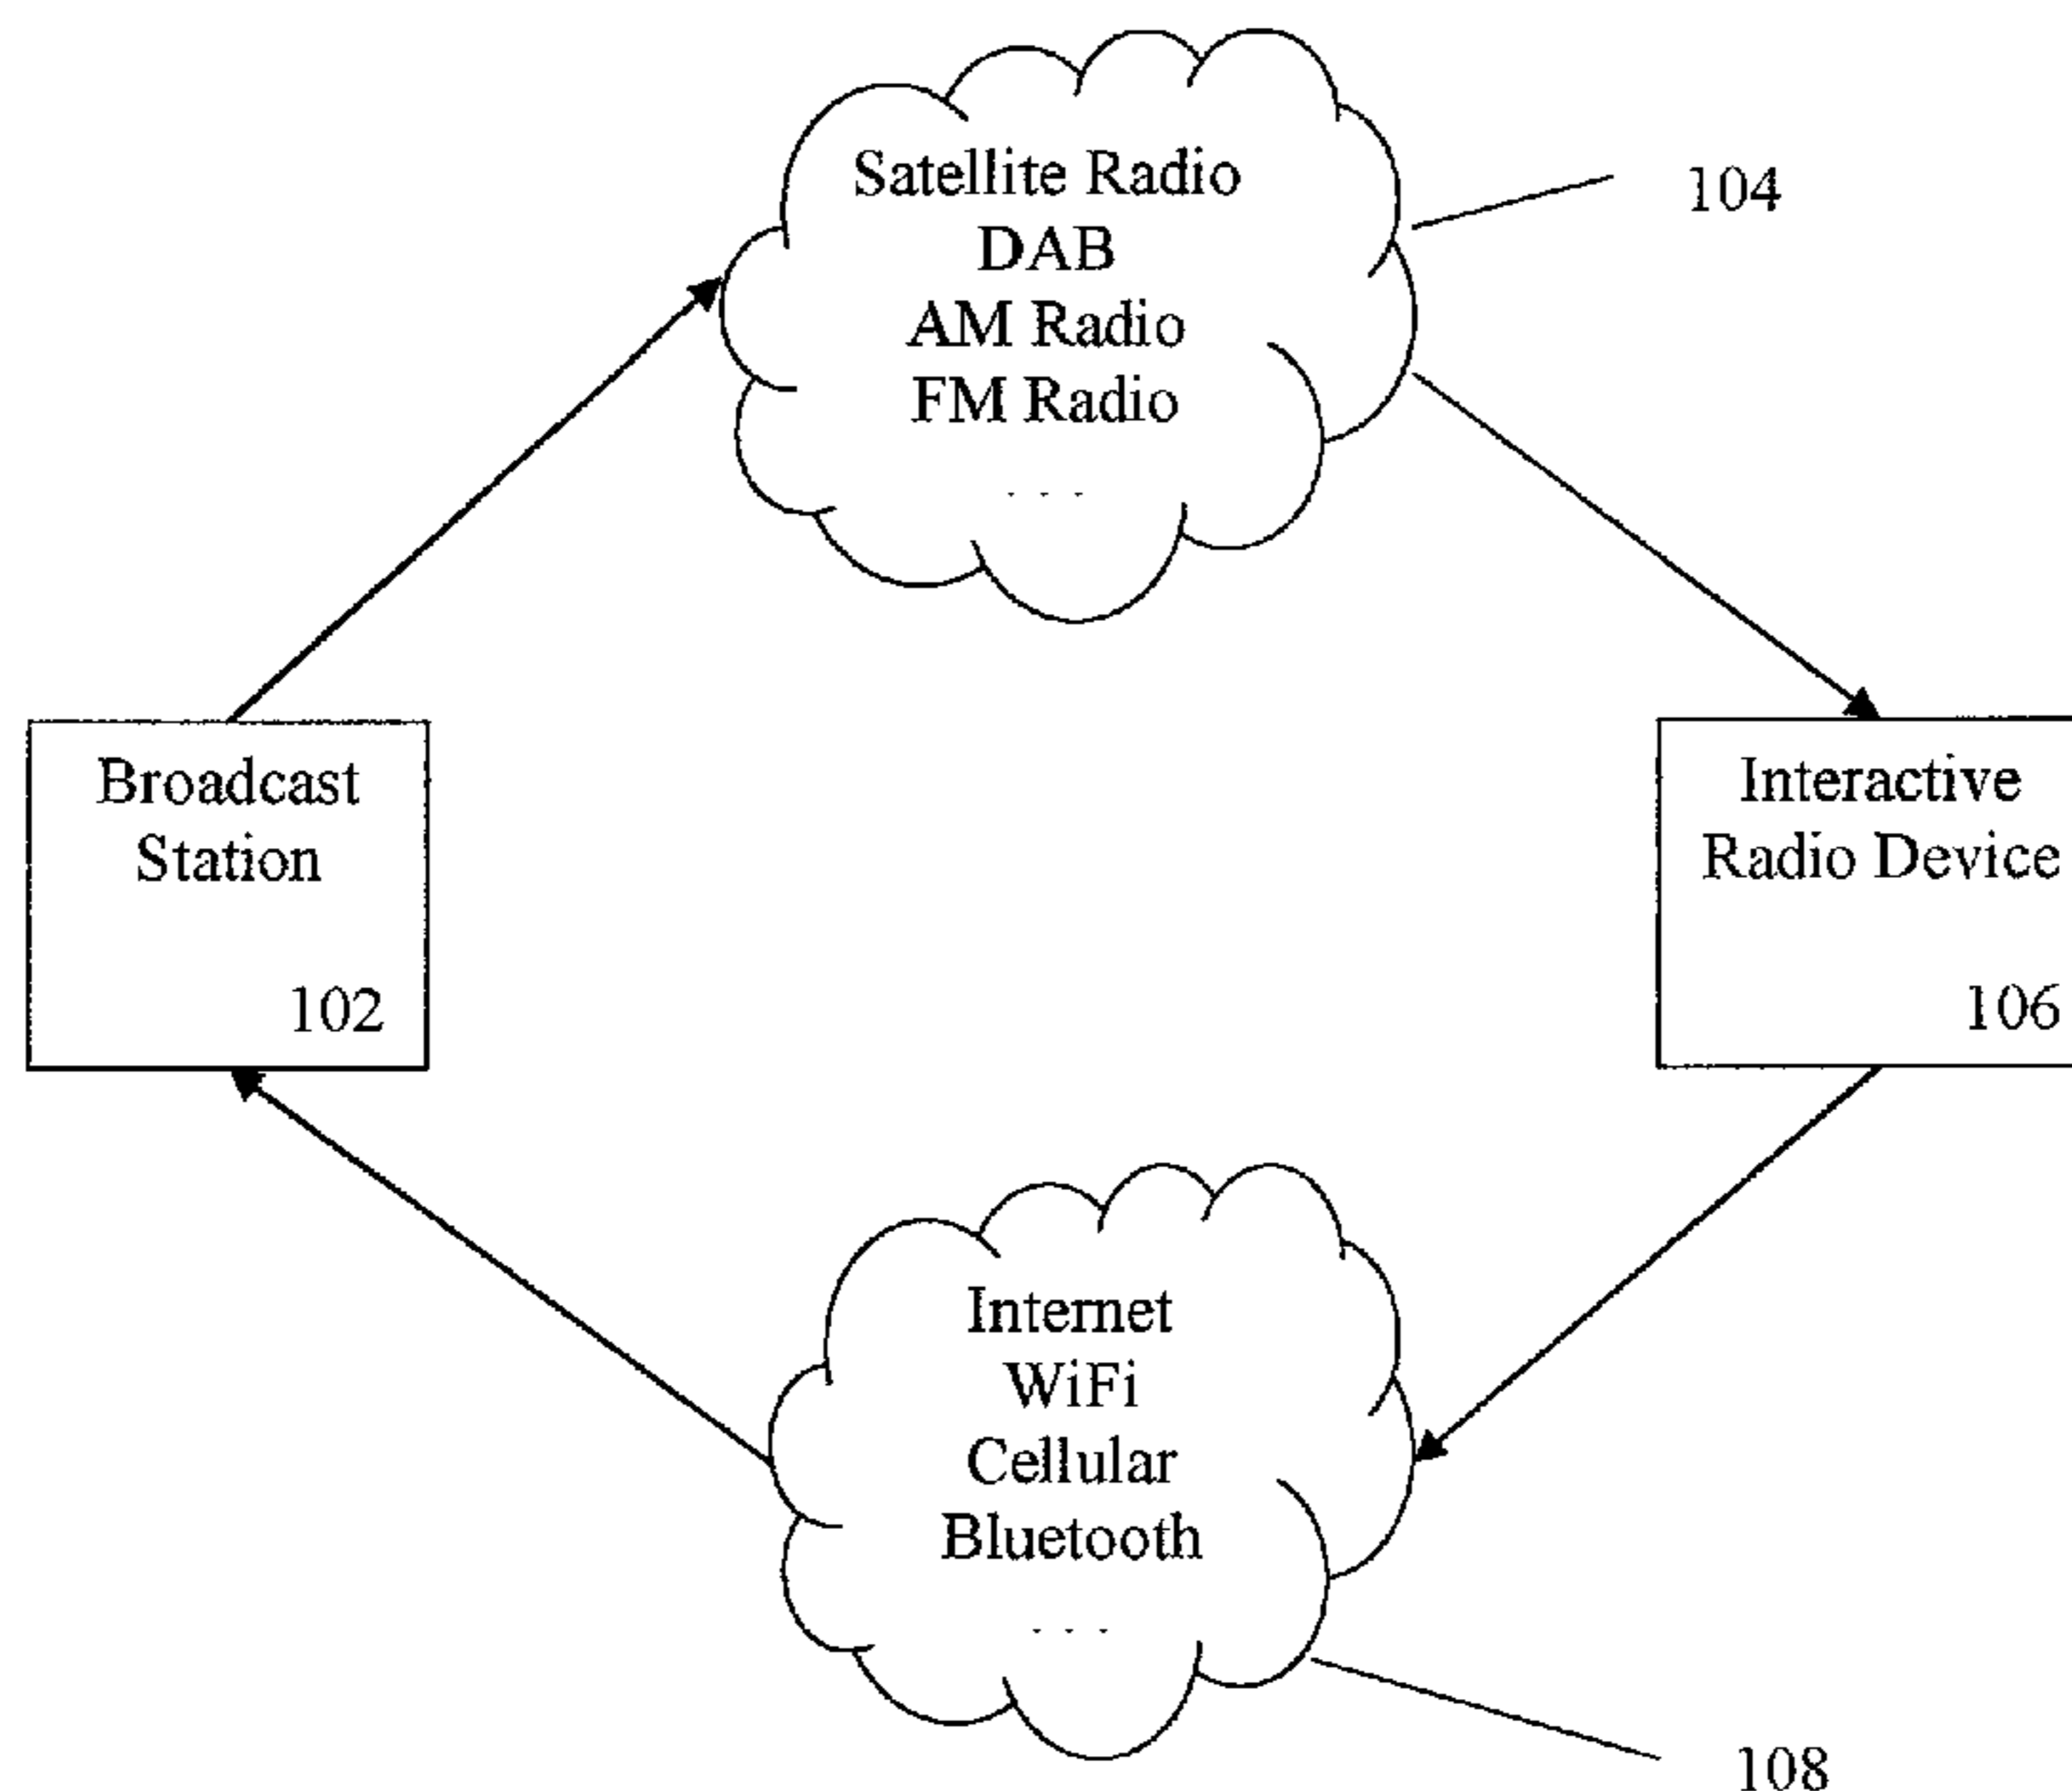 Satellite Radio
DAB
AM Radio
FM Radio
. . .
104
Broadcast
Station
102
Interactive
Radio Device
106
Internet
WiFi
Cellular
Bluetooth
. . .
108